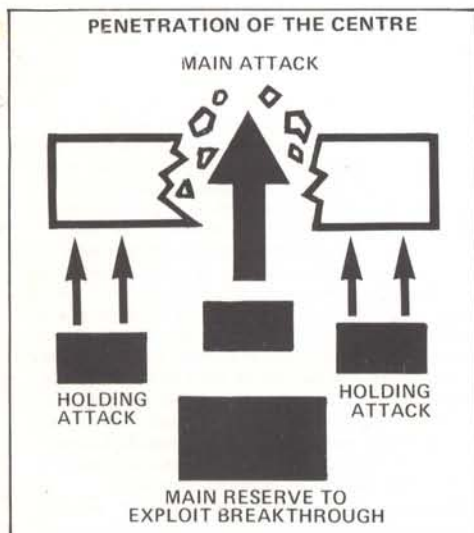 PENETRATION OF THE CENTRE
MAIN ATTACK
HOLDING
ATTACK
HOLDING
ATTACK
MAIN RESERVE TO
EXPLOIT BREAKTHROUGH